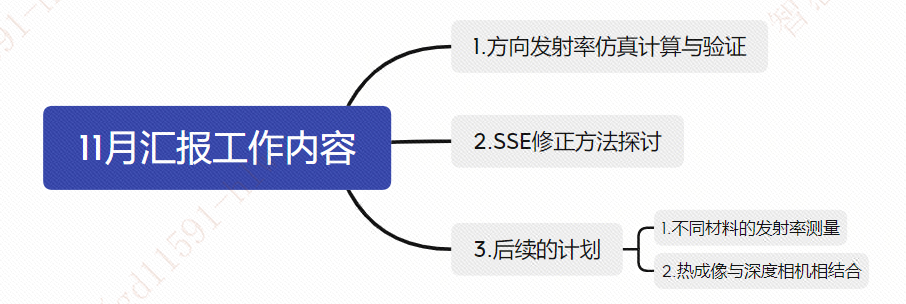 11月汇报工作内容
1.方向发射率仿真计算与验证
2.SSE修正方法探讨
3.后续的计划
1.不同材料的发射率测量
2.热成像与深度相机相结合